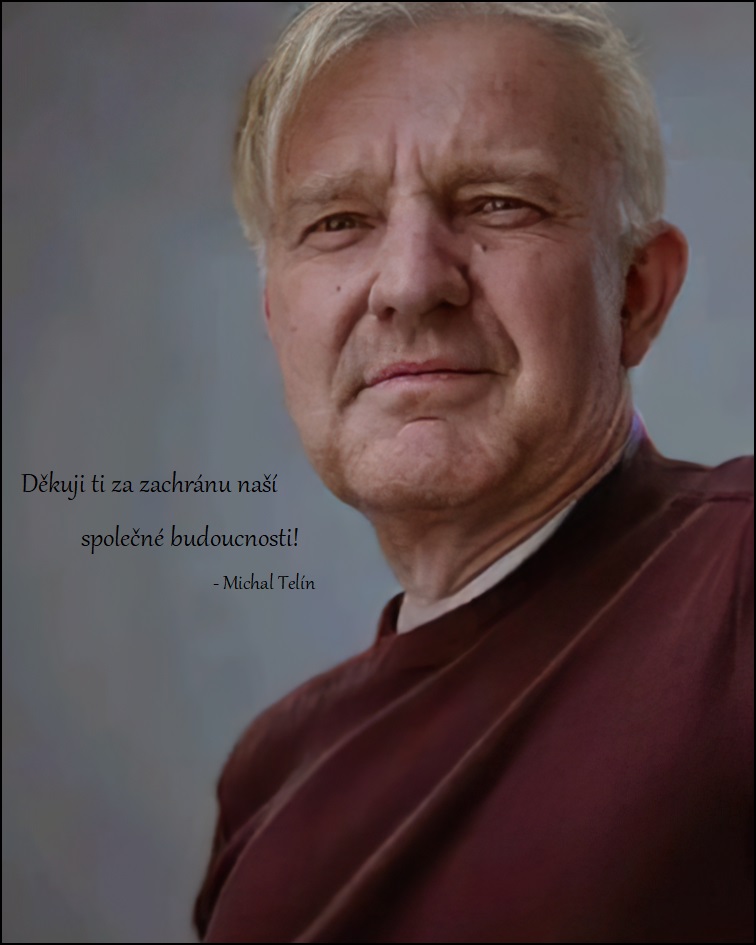 Děkuji ti za zachránu naší
společné budoucnosti!
- Michal Telín